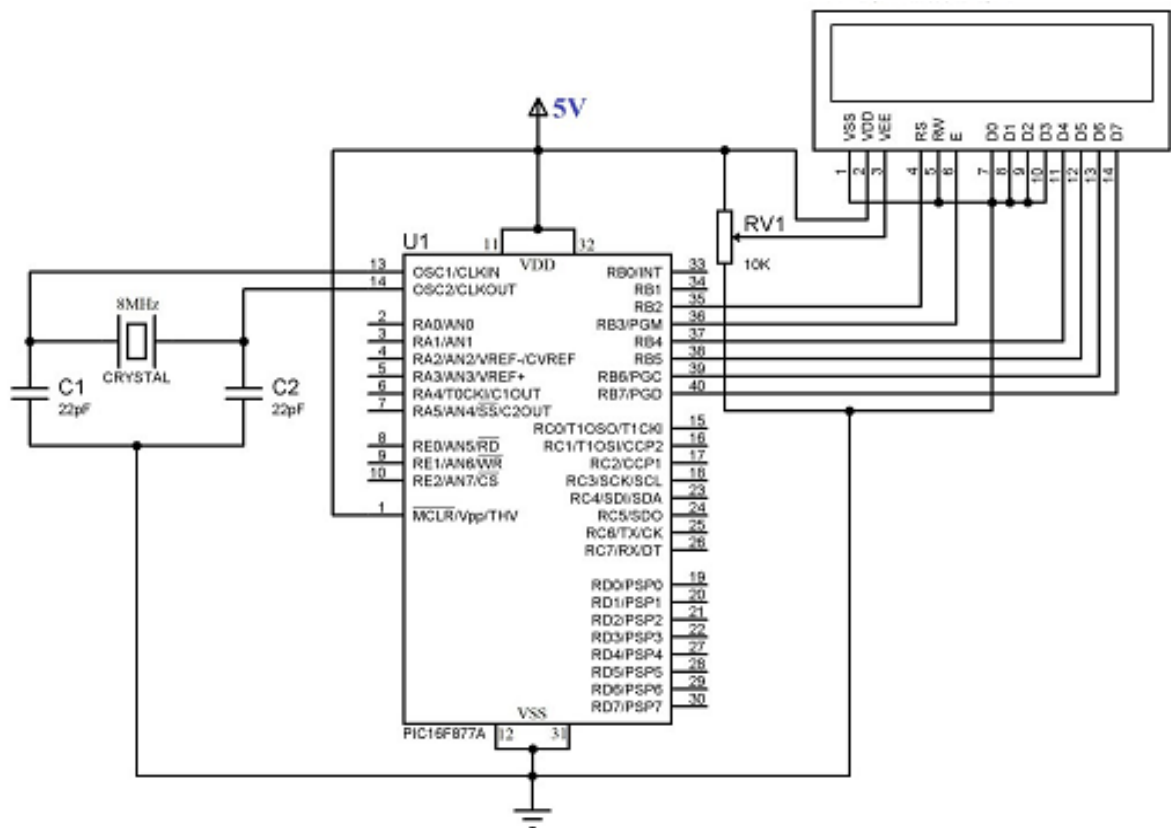 5V
VSS
VDD
VEE
RS
RW
E
D0
D1
D2
D3
D4
D5
D6
D7
1
2
3
4
5
6
7
8
9
10
11
12
13
14
RV1
10K
U1
11
32
VDD
13 OSC1/CLKIN
14 OSC2/CLKOUT
2 RA0/AN0
3 RA1/AN1
4 RA2/AN2/VREF-/CVREF
5 RA3/AN3/VREF+
6 RA4/T0CKI/C1OUT
7 RA5/AN4/SS/C2OUT
8 RE0/AN5/RD
9 RE1/AN6/WR
10 RE2/AN7/CS
1 MCLR/Vpp/THV
RB0/INT 33
RB1 34
RB2 35
RB3/PGM 36
RB4 37
RB5 38
RB6/PGC 39
RB7/PGD 40
RC0/T1OSO/T1CKI 15
RC1/T1OSI/CCP2 16
RC2/CCP1 17
RC3/SCK/SCL 18
RC4/SDI/SDA 23
RC5/SDO 24
RC6/TX/CK 25
RC7/RX/DT 26
RD0/PSP0 19
RD1/PSP1 20
RD2/PSP2 21
RD3/PSP3 22
RD4/PSP4 27
RD5/PSP5 28
RD6/PSP6 29
RD7/PSP7 30
8MHz
CRYSTAL
C1
22pF
C2
22pF
VSS
PIC16F877A
12
31